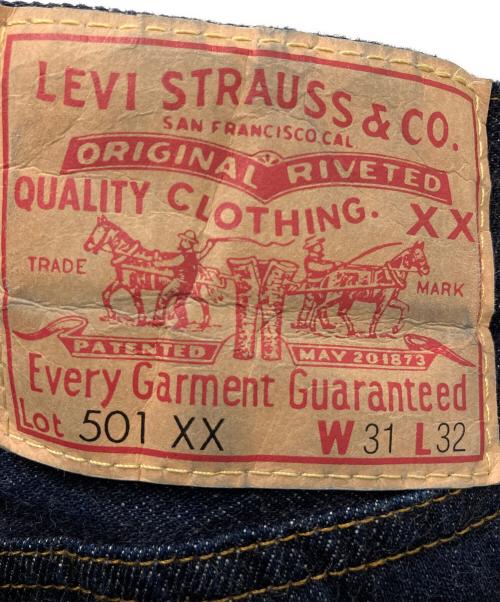 LEVI STRAUSS & CO.
SAN FRANCISCO CAL
ORIGINAL RIVETED
QUALITY CLOTHING. XX
TRADE MARK
PATENTED MAY 20 1873
Every Garment Guaranteed
Lot 501 XX W 31 L 32